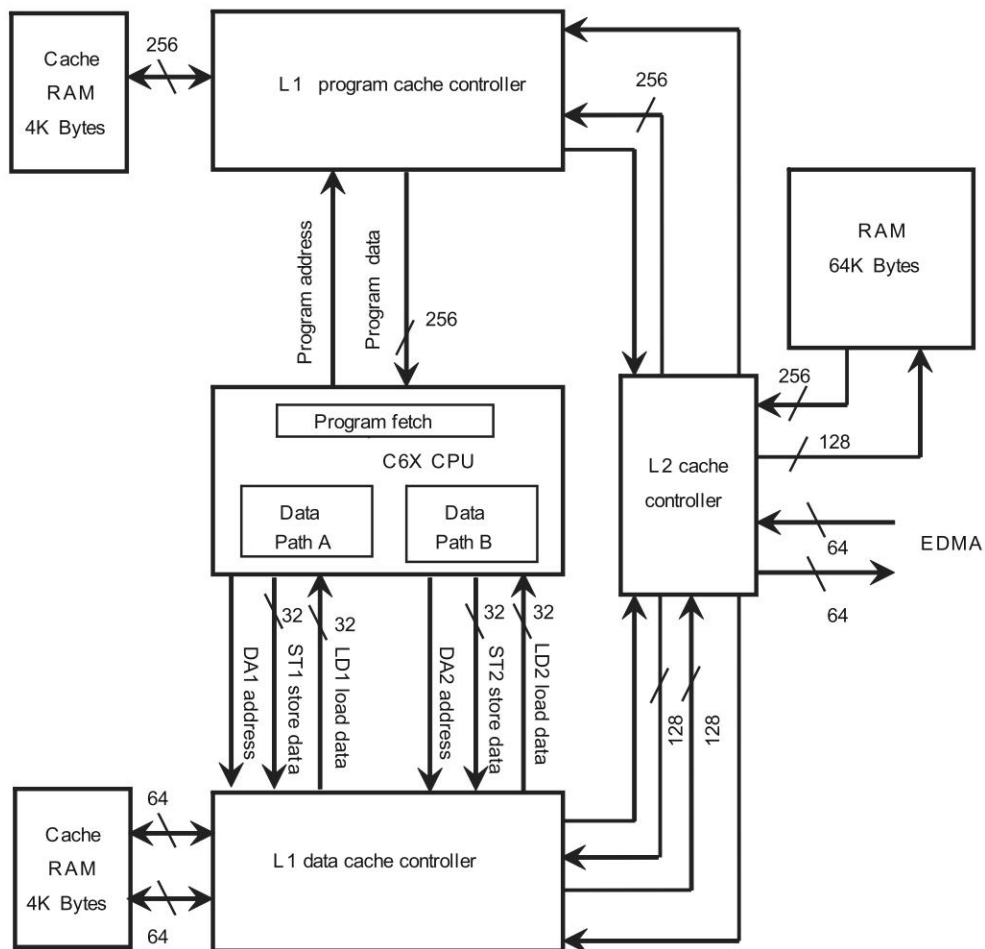 Cache
RAM
4K Bytes
256
L1 program cache controller
256
RAM
64K Bytes
Program address
Program data
256
Program fetch
C6X CPU
Data
Path A
Data
Path B
L2 cache
controller
256
128
64
EDMA
64
DA1 address
32
ST1 store data
32
LD1 load data
DA2 address
32
ST2 store data
32
LD2 load data
128
128
Cache
RAM
4K Bytes
64
64
L1 data cache controller